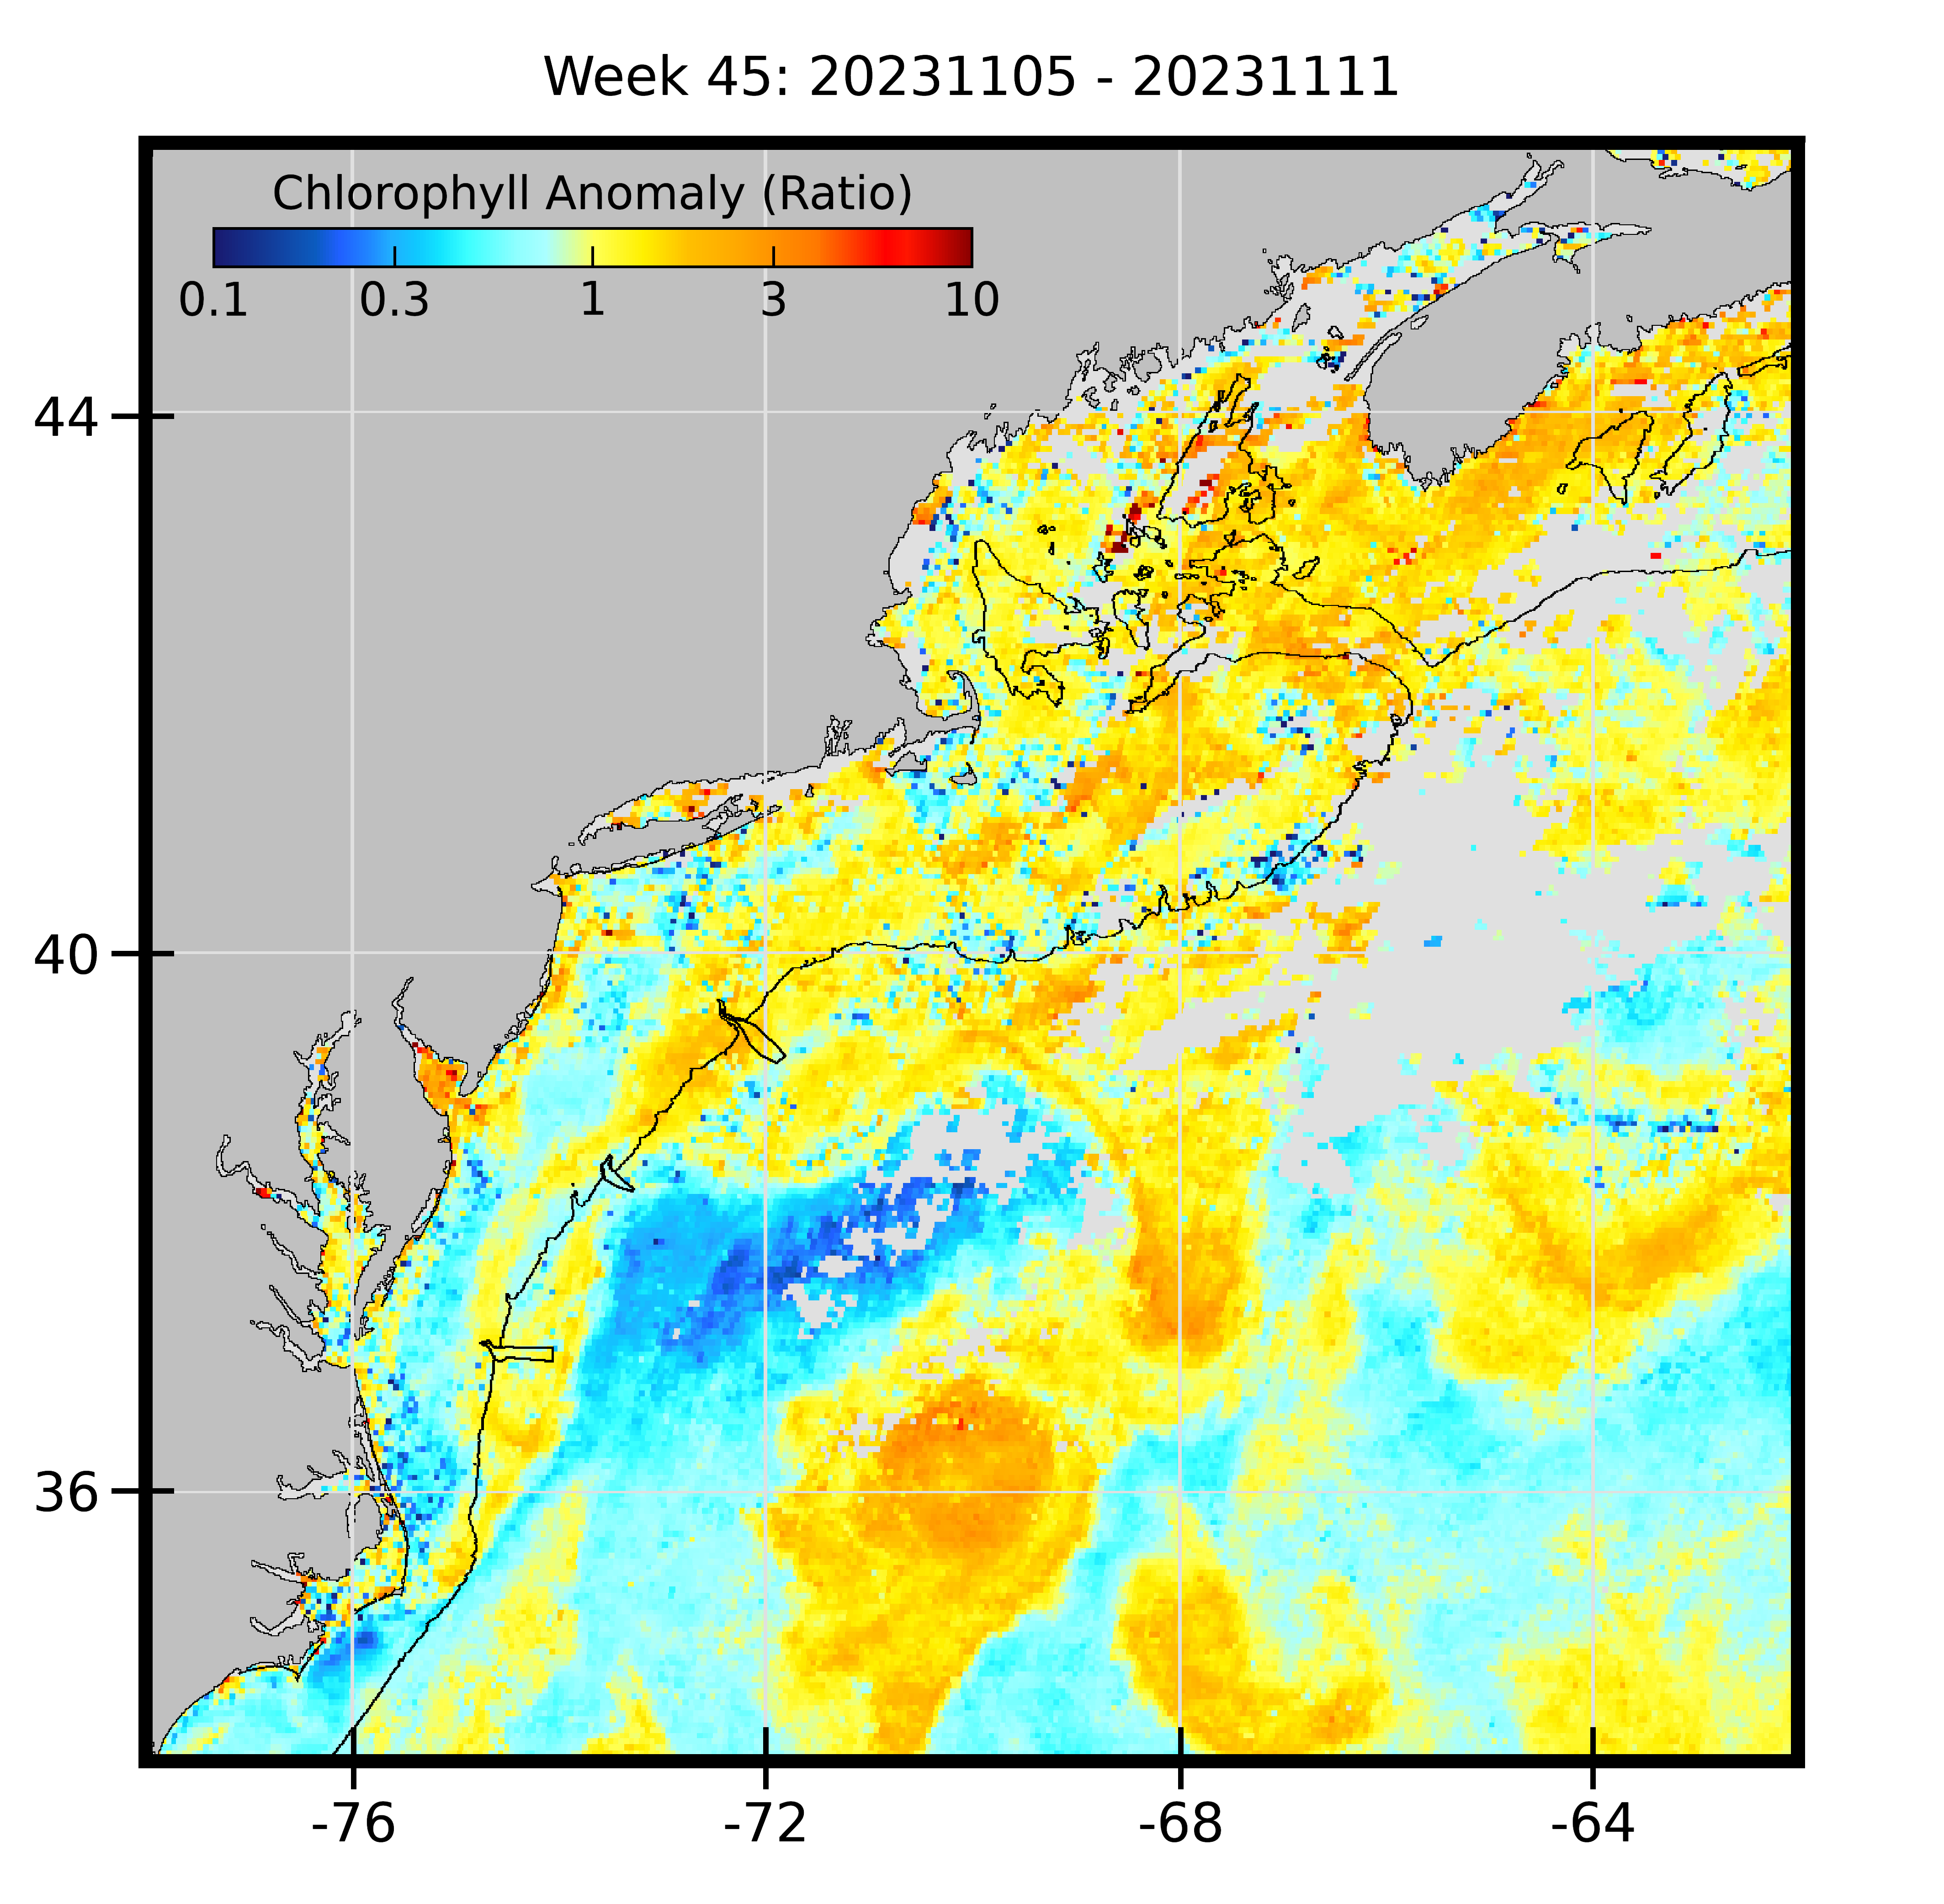 Week 45: 20231105 - 20231111
Chlorophyll Anomaly (Ratio)
0.1 0.3 1 3 10
44
40
36
-76 -72 -68 -64